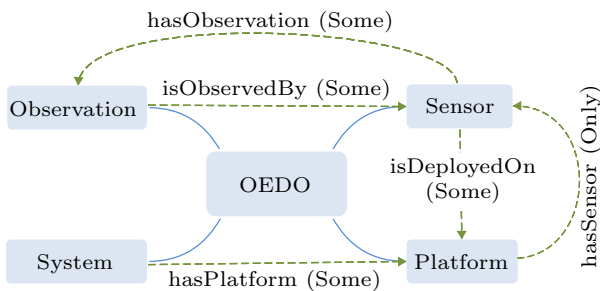 hasObservation (Some)
isObservedBy (Some)
Observation
Sensor
isDeployedOn
(Some)
hasSensor (Only)
OEDO
System
Platform
hasPlatform (Some)